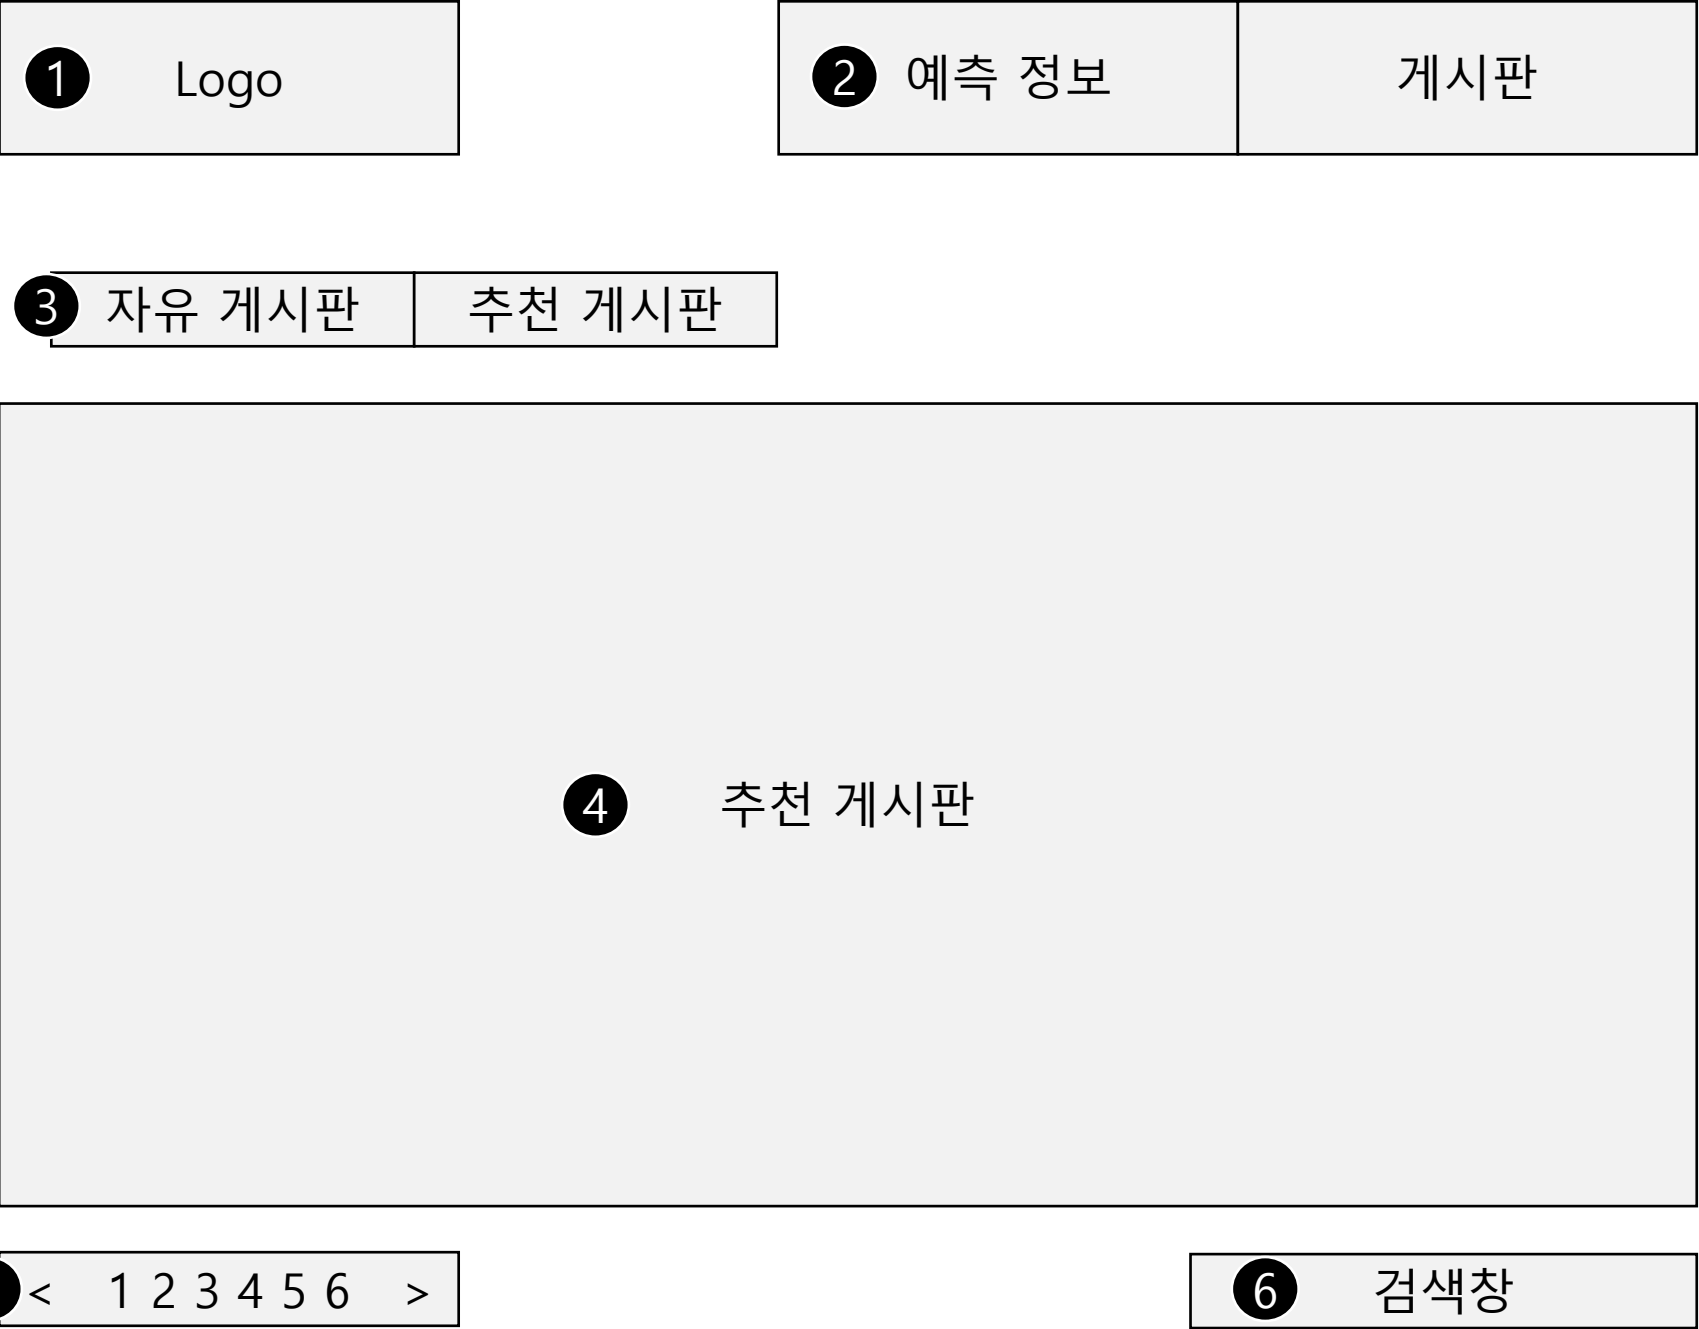 1 Logo
2 예측 정보 게시판
3 자유 게시판 추천 게시판
4 추천 게시판
< 1 2 3 4 5 6 >
6 검색창